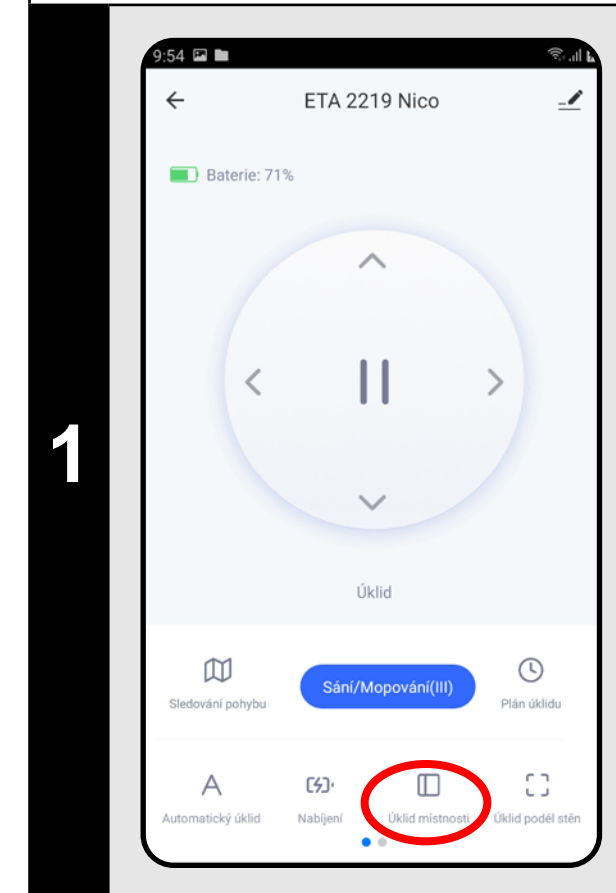 1
9:54
ETA 2219 Nico
Baterie: 71%
Úklid
Sledování pohybu
Sání/Mopování(III)
Plán úklidu
Automatický úklid
Nabíjení
Úklid místnosti
Úklid podél stěn